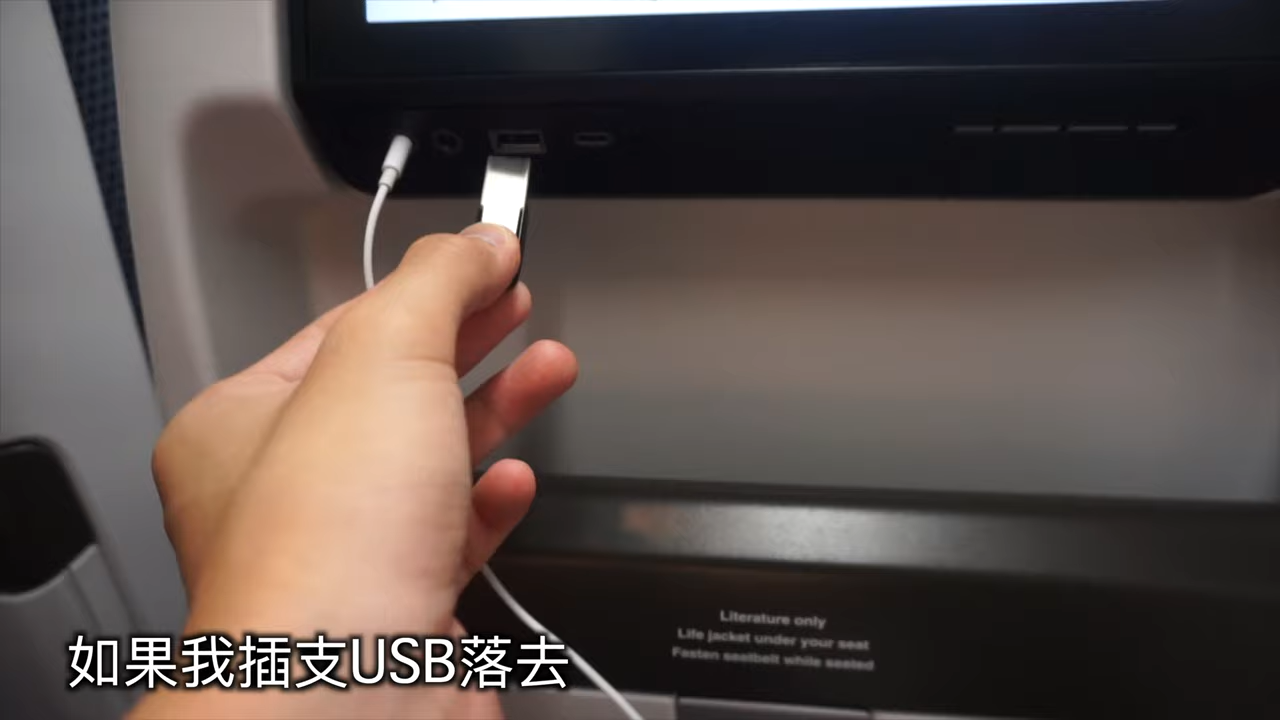 Literature only
Life jacket under your seat
Fasten seatbelt while seated
如果我插支USB落去